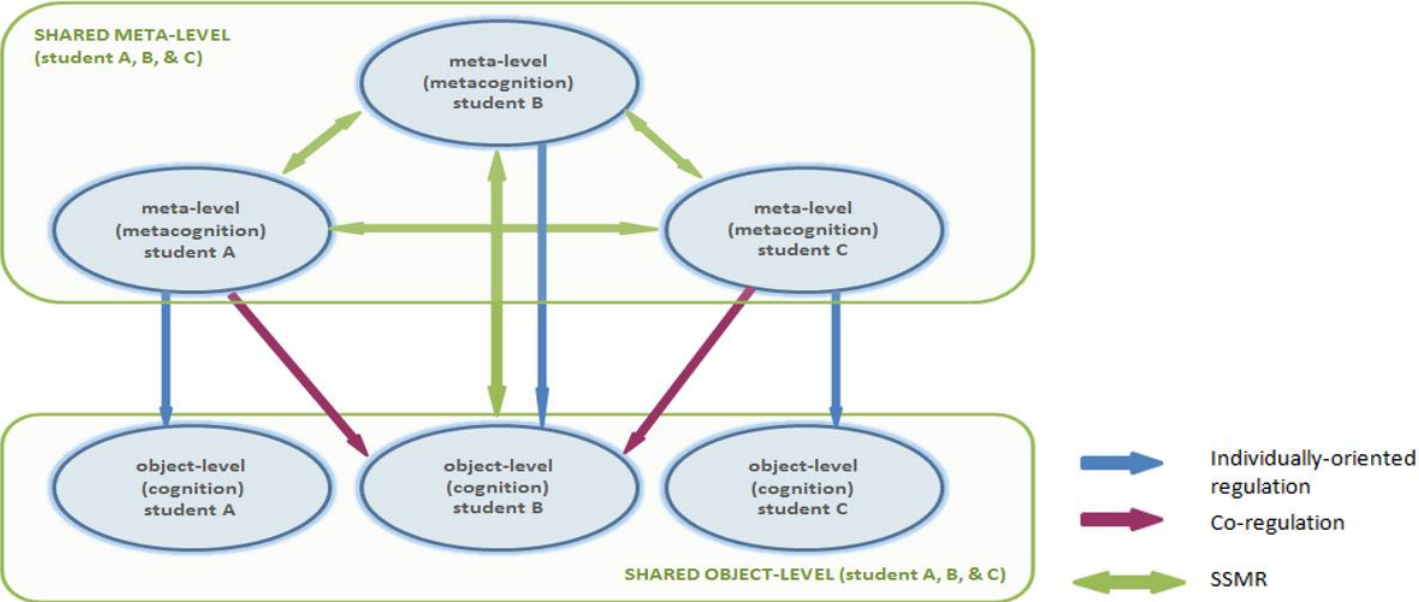 SHARED META-LEVEL
(student A, B, & C)
meta-level
(metacognition)
student B
meta-level
(metacognition)
student A
meta-level
(metacognition)
student C
object-level
(cognition)
student A
object-level
(cognition)
student B
object-level
(cognition)
student C
SHARED OBJECT-LEVEL (student A, B, & C)
Individually-oriented
regulation
Co-regulation
SSMR